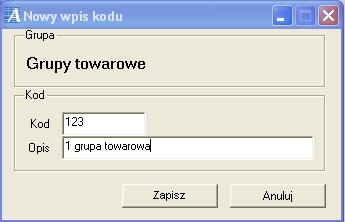 A Nowy wpis kodu
Grupa
Grupy towarowe
Kod
Kod 123
Opis 1 grupa towarowa
Zapisz Anuluj